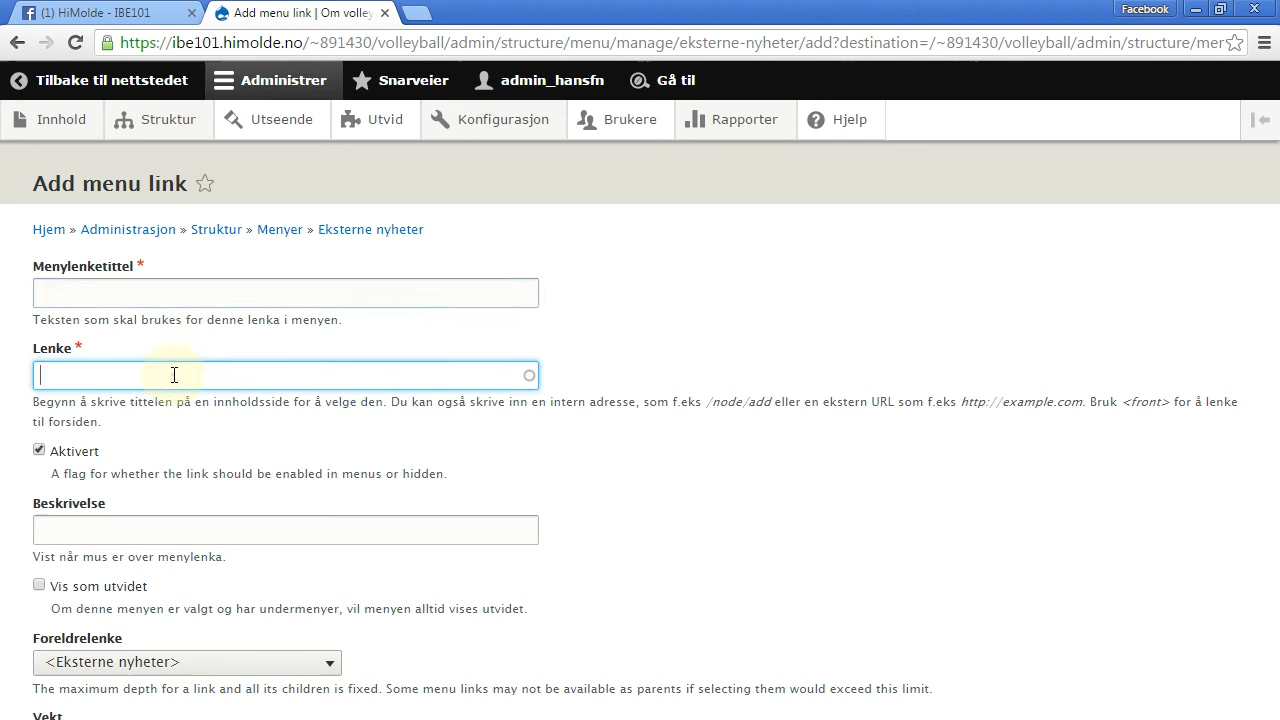 (1) HiMolde - IBE101
Add menu link | Om volley
Facebook
https://ibe101.himolde.no/~891430/volleyball/admin/structure/menu/manage/eksterne-nyheter/add?destination=/~891430/volleyball/admin/structure/mer
Tilbake til nettstedet Administrer Snarveier admin_hansfn Gå til
Innhold Struktur Utseende Utvid Konfigurasjon Brukere Rapporter Hjelp
Add menu link
Hjem » Administrasjon » Struktur » Menyer » Eksterne nyheter
Menylenketittel *
Teksten som skal brukes for denne lenka i menyen.
Lenke *
Begynn å skrive tittelen på en innholdsside for å velge den. Du kan også skrive inn en intern adresse, som f.eks /node/add eller en ekstern URL som f.eks http://example.com. Bruk <front> for å lenke
til forsiden.
Aktivert
A flag for whether the link should be enabled in menus or hidden.
Beskrivelse
Vist når mus er over menylenka.
Vis som utvidet
Om denne menyen er valgt og har undermenyer, vil menyen alltid vises utvidet.
Foreldrelenke
<Eksterne nyheter>
The maximum depth for a link and all its children is fixed. Some menu links may not be available as parents if selecting them would exceed this limit.
Vekt